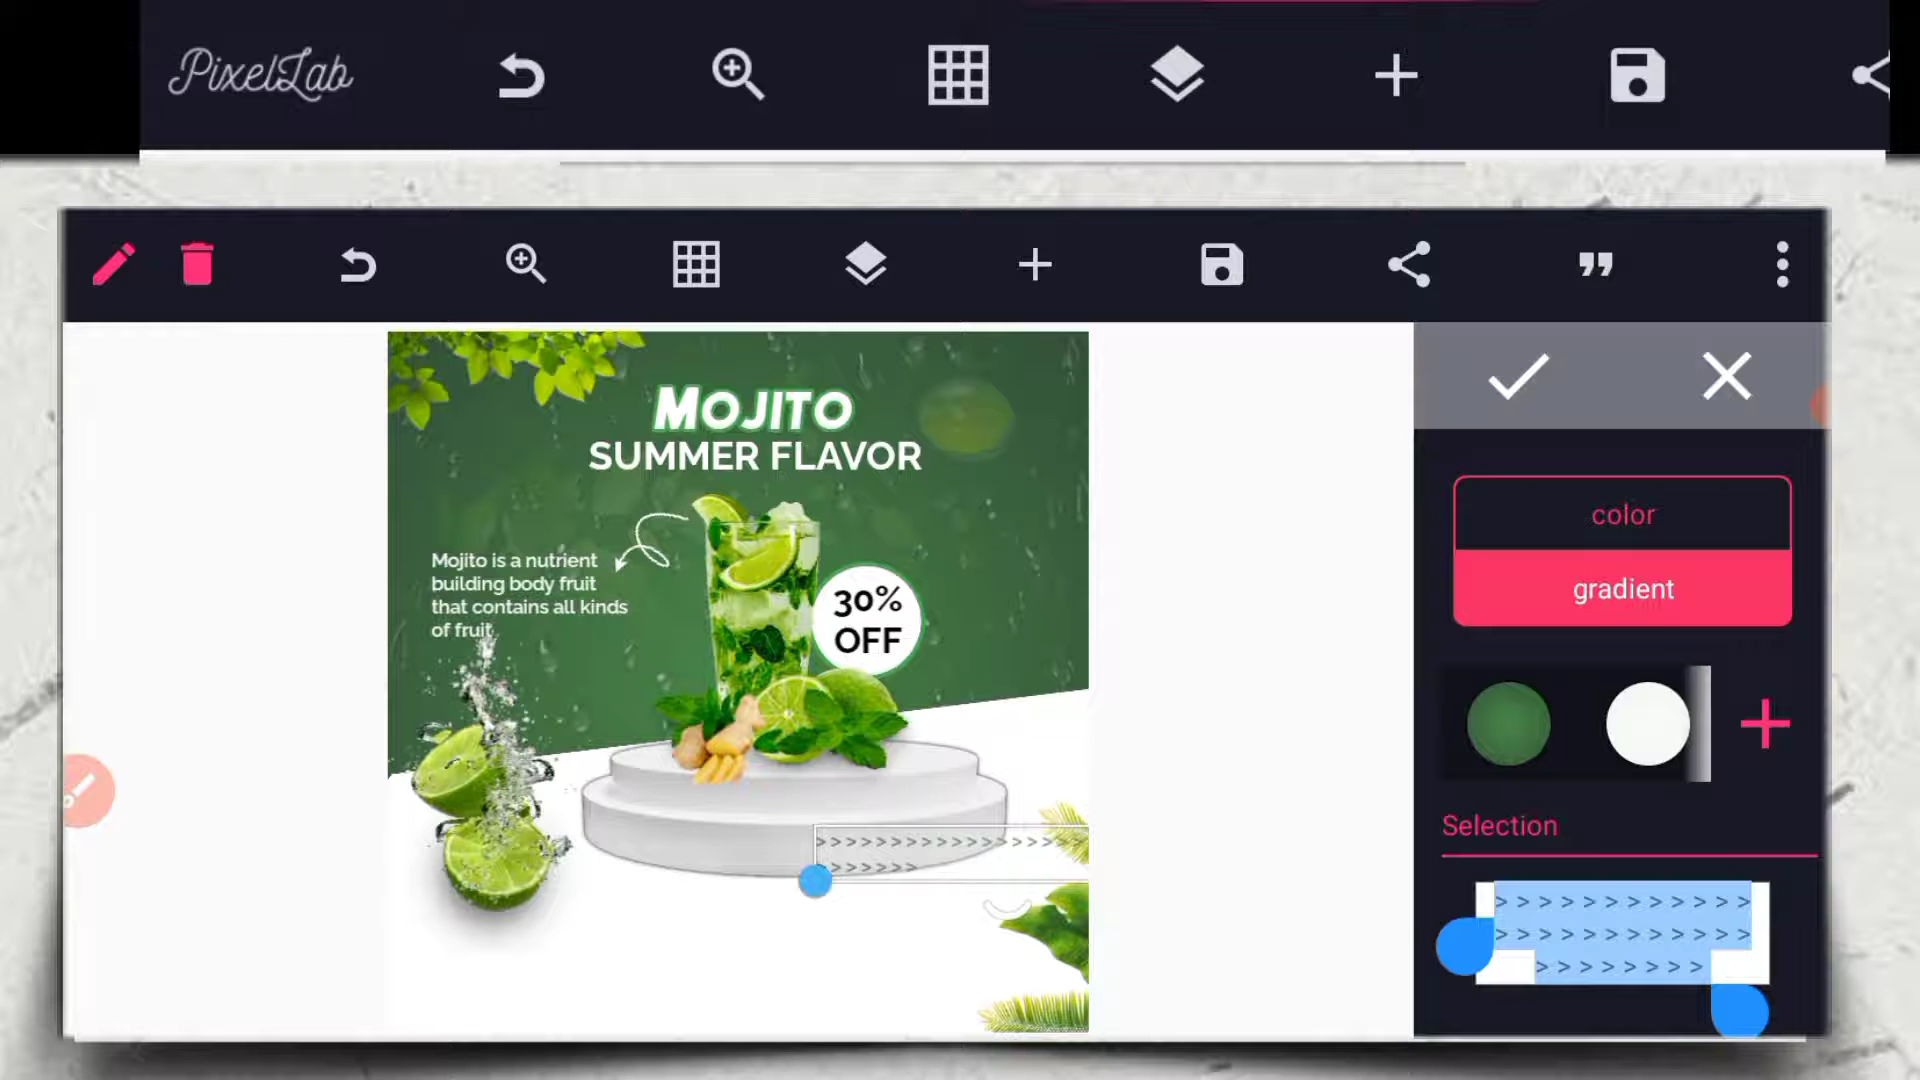 PixelLab
MOJITO
SUMMER FLAVOR
Mojito is a nutrient
building body fruit
that contains all kinds
of fruit
30%
OFF
>>>>>>>>>>>>>>>>>>>
>>>>>>
color
gradient
Selection
> > > > > > > > > > > >
> > > > > > > > > > > >
> > > > > > > >